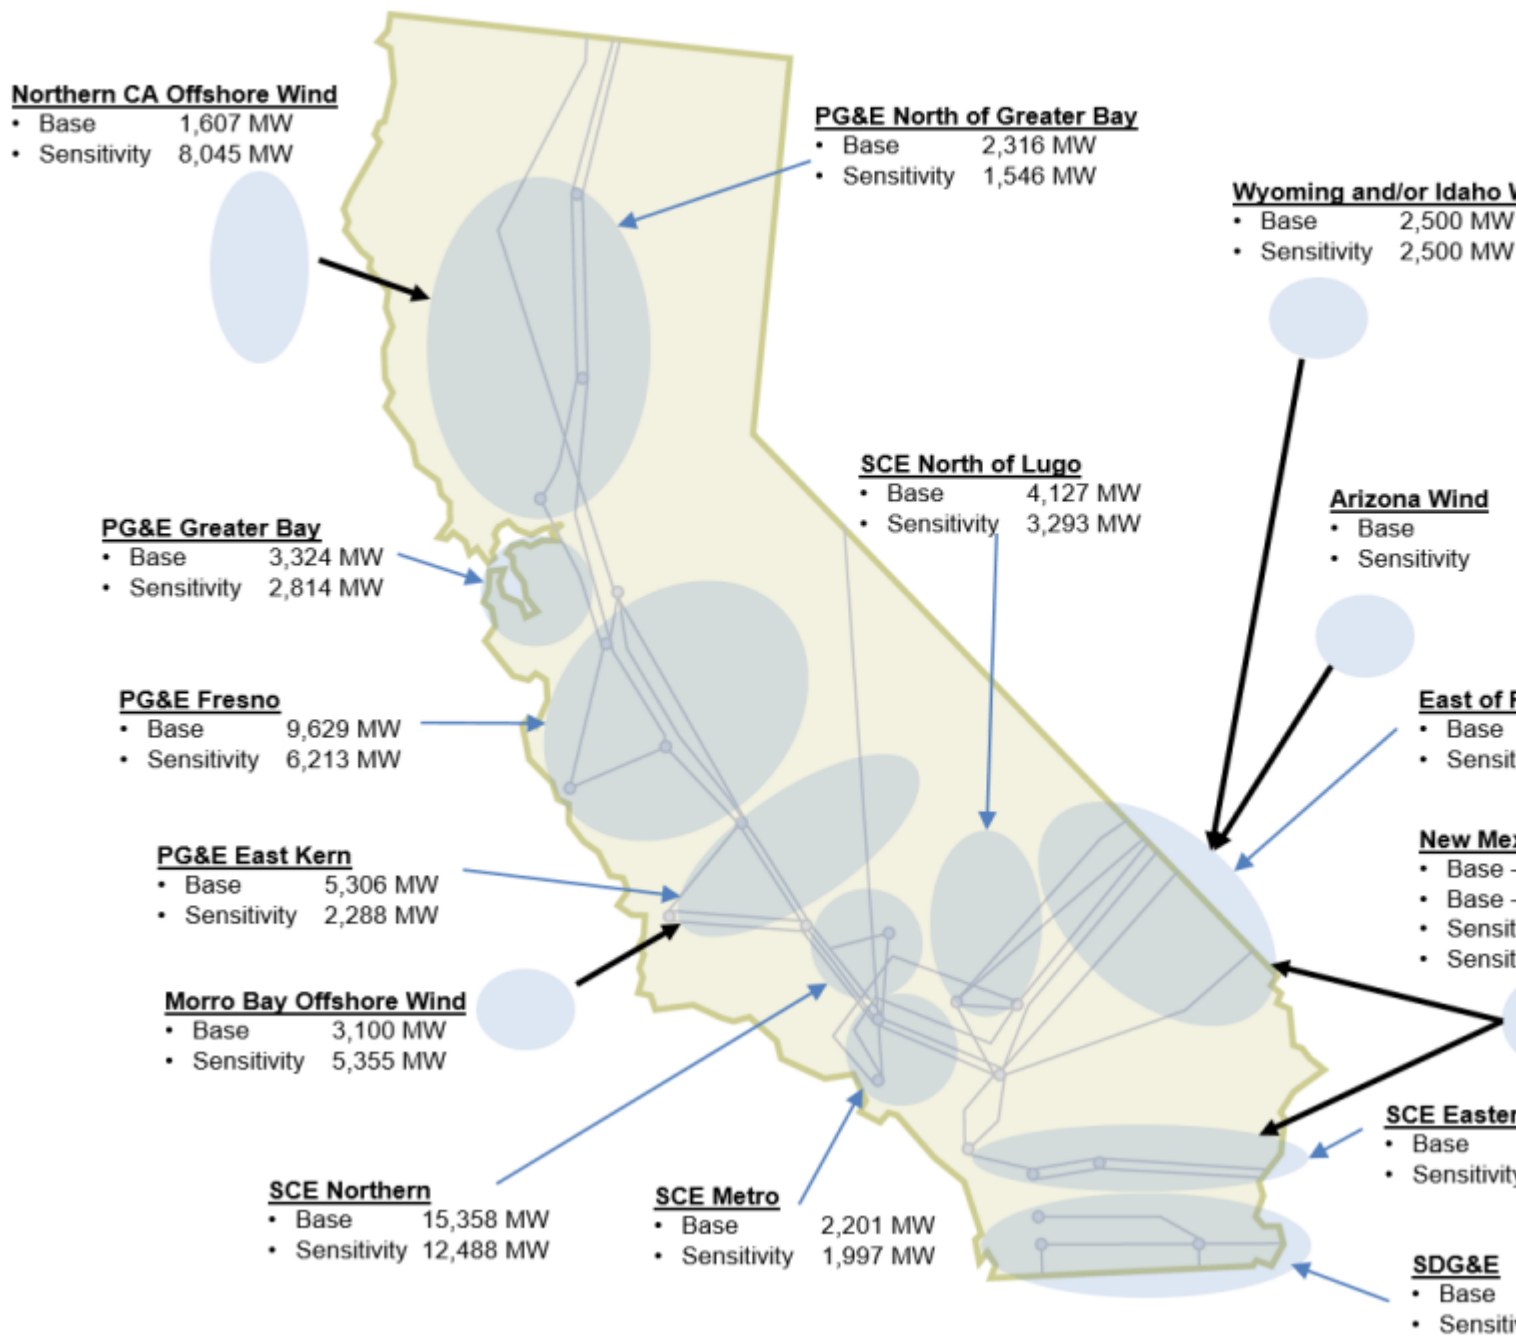 Northern CA Offshore Wind
• Base 1,607 MW
• Sensitivity 8,045 MW
PG&E North of Greater Bay
• Base 2,316 MW
• Sensitivity 1,546 MW
Wyoming and/or Idaho
• Base 2,500 MW
• Sensitivity 2,500 MW
SCE North of Lugo
• Base 4,127 MW
• Sensitivity 3,293 MW
Arizona Wind
• Base
• Sensitivity
PG&E Greater Bay
• Base 3,324 MW
• Sensitivity 2,814 MW
PG&E Fresno
• Base 9,629 MW
• Sensitivity 6,213 MW
East of
• Base
•
New
• Base -
• Base -
•
•
PG&E East Kern
• Base 5,306 MW
• Sensitivity 2,288 MW
Morro Bay Offshore Wind
• Base 3,100 MW
• Sensitivity 5,355 MW
SCE
• Base
• Sensitivity
SCE Northern
• Base 15,358 MW
• Sensitivity 12,488 MW
SCE Metro
• Base 2,201 MW
• Sensitivity 1,997 MW
SDG&E
• Base
•